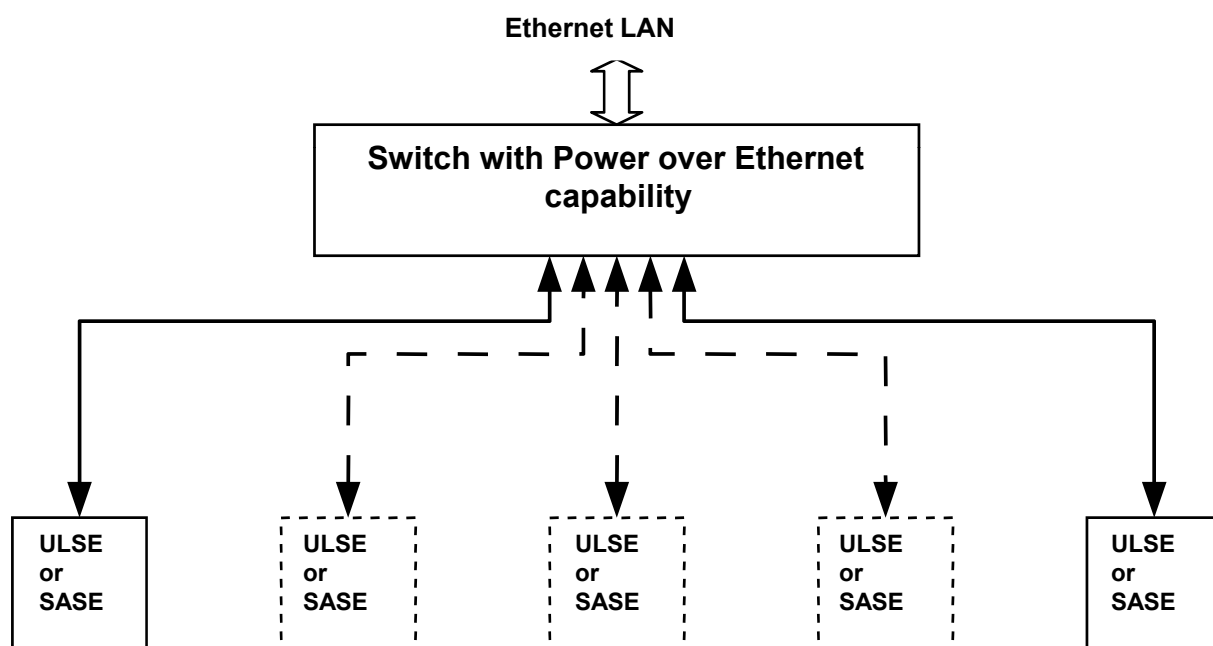 Ethernet LAN
Switch with Power over Ethernet
capability
ULSE
or
SASE
ULSE
or
SASE
ULSE
or
SASE
ULSE
or
SASE
ULSE
or
SASE